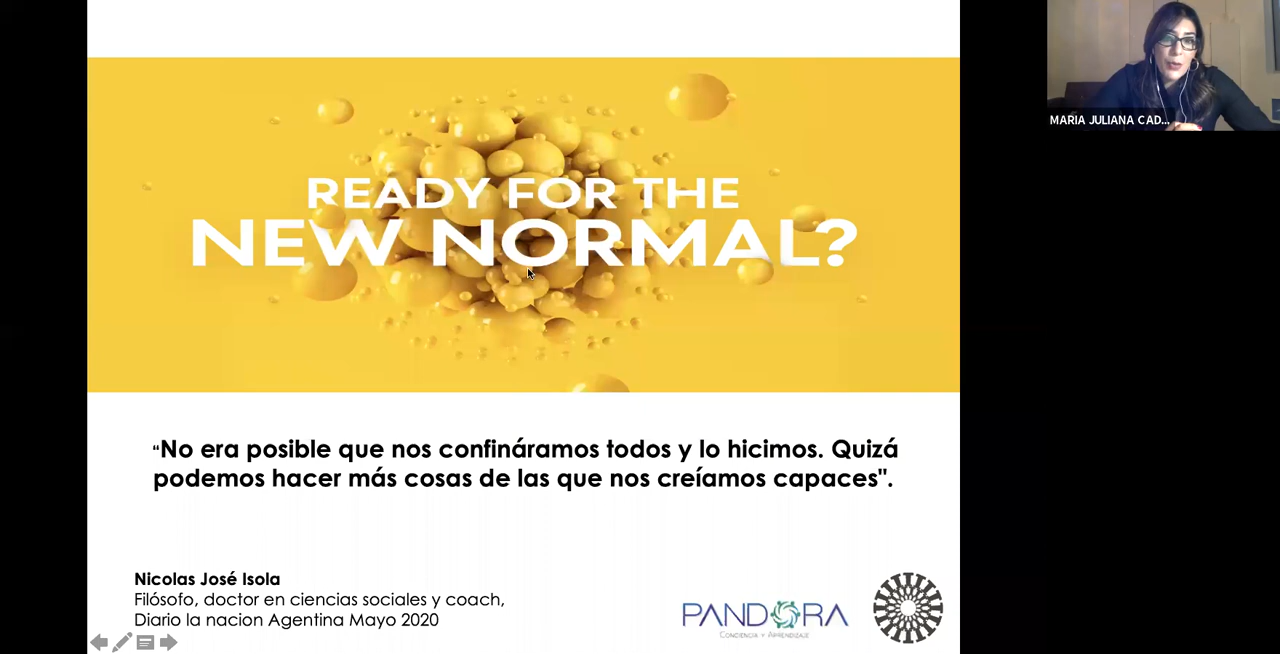 READY FOR THE
NEW NORMAL?
MARIA JULIANA CAD...
“No era posible que nos confináramos todos y lo hicimos. Quizá
podemos hacer más cosas de las que nos creíamos capaces".
Nicolas José Isola
Filósofo, doctor en ciencias sociales y coach,
Diario la nacion Agentina Mayo 2020
PANDORA
Conciencia y Aprendizaje